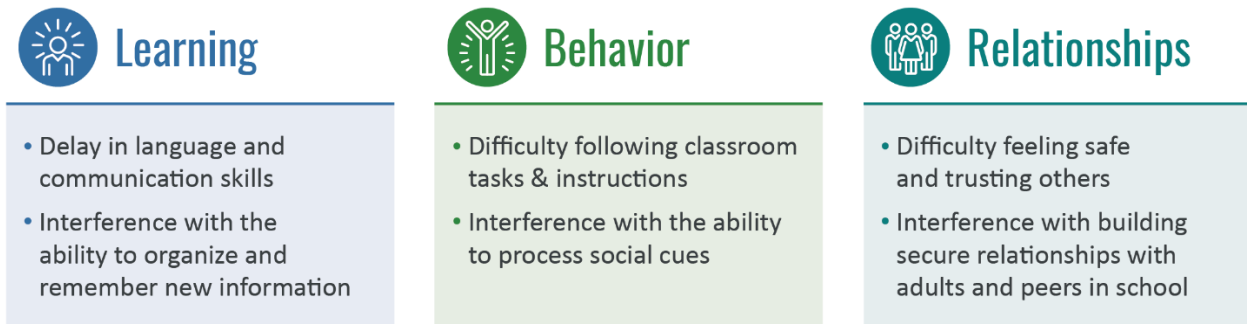 Learning
• Delay in language and
communication skills
• Interference with the
ability to organize and
remember new information
Behavior
• Difficulty following classroom
tasks & instructions
• Interference with the ability
to process social cues
Relationships
• Difficulty feeling safe
and trusting others
• Interference with building
secure relationships with
adults and peers in school